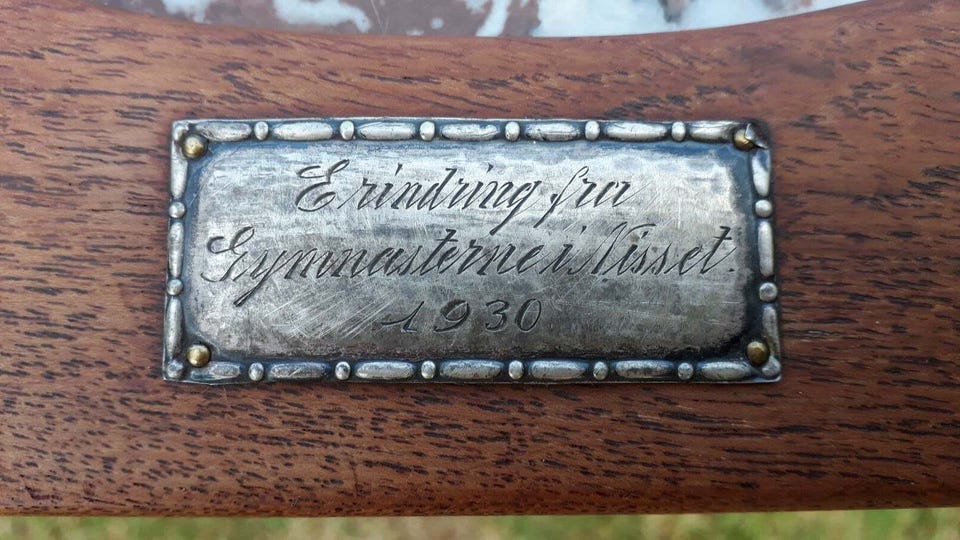 Erindring fra
Gymnasterne i Nisset.
1930